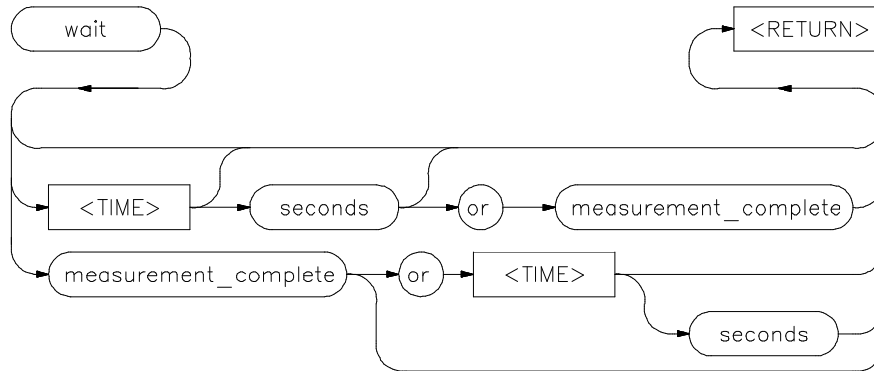 wait <RETURN>
<TIME> seconds or measurement_complete
measurement_complete or <TIME>
seconds